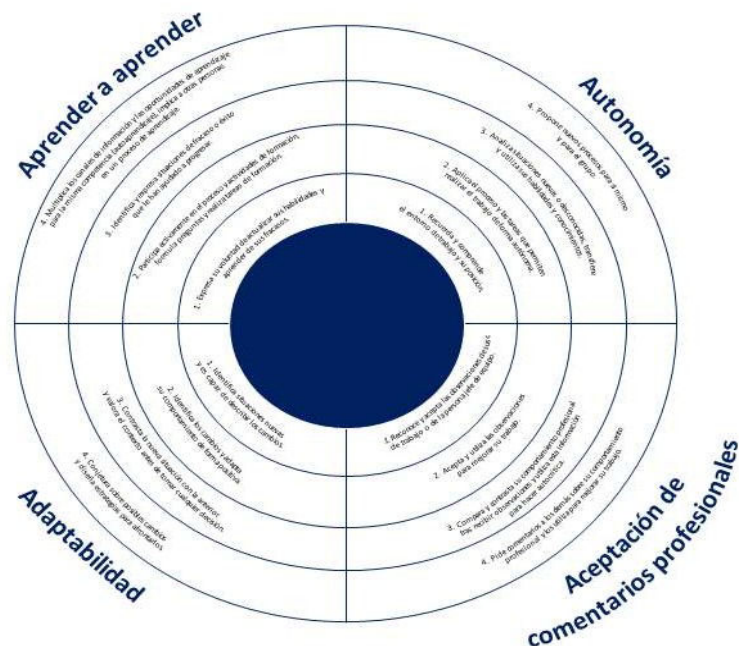 Aprender a aprender
4. Multiplica los canales de información y las oportunidades de aprendizaje
para la misma competencia (autoaprendizaje), implica a otras personas
en un proceso de aprendizaje.
3. Identifica y explota situaciones de fracaso o éxito
que le han ayudado a progresar.
2. Participa activamente en el proceso y actividades de formación,
formula preguntas y realiza tareas de formación.
1. Expresa su voluntad de actualizar sus habilidades y
aprender de sus fracasos.
Autonomía
4. Propone nuevos procesos para sí mismo
y para el grupo.
3. Analiza situaciones nuevas o desconocidas, transfiere
y utiliza sus habilidades y conocimientos.
2. Aplica el proceso y las tareas que permiten
realizar el trabajo de forma autónoma.
1. Recuerda y comprende
el entorno de trabajo y su posición.
Adaptabilidad
1. Identifica situaciones nuevas
y es capaz de describir los cambios.
2. Identifica los cambios y adapta
su comportamiento de forma positiva.
3. Contrasta la nueva situación con la anterior,
y valora el contexto antes de tomar cualquier decisión.
4. Conjetura sobre posibles cambios
y diseña estrategias para afrontarlos.
Aceptación de
comentarios profesionales
1. Reconoce y acepta las observaciones de sus
de trabajo o de la persona jefe de equipo.
2. Acepta y utiliza las observaciones
para mejorar su trabajo.
3. Compara y contrasta su comportamiento profesional
tras recibir observaciones y utiliza esta información
para hacer autocrítica.
4. Pide comentarios a los demás sobre su comportamiento
profesional y los utiliza para mejorar su trabajo.